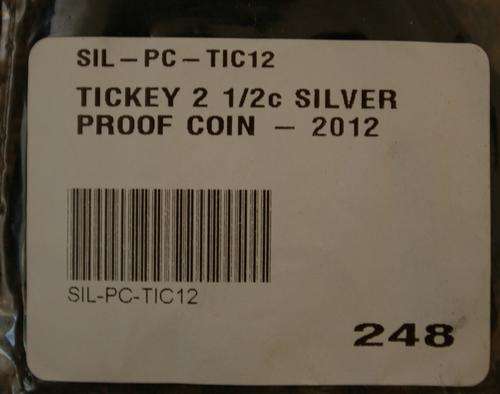 SIL-PC-TIC12
TICKEY 2 1/2c SILVER
PROOF COIN - 2012
SIL-PC-TIC12
248